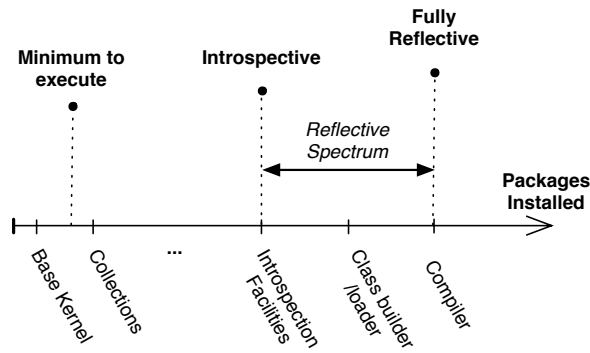 Fully
Reflective
Minimum to
execute
Introspective
Reflective
Spectrum
Packages
Installed
...
Base Kernel
Collections
Introspection
Facilities
Class builder
/loader
Compiler